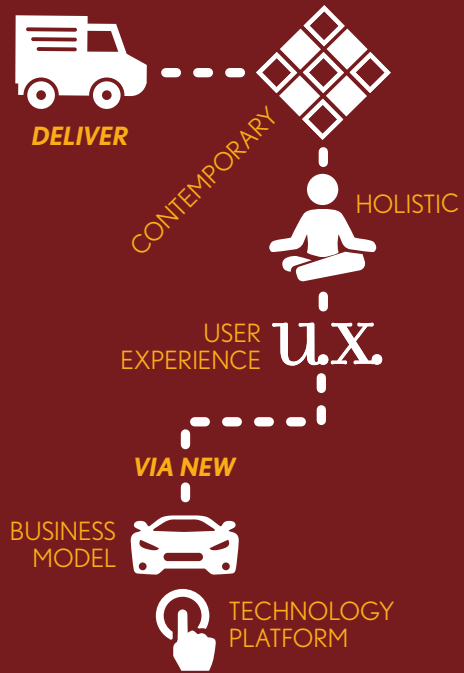 DELIVER
CONTEMPORARY
HOLISTIC
USER
EXPERIENCE
u.x.
VIA NEW
BUSINESS
MODEL
TECHNOLOGY
PLATFORM